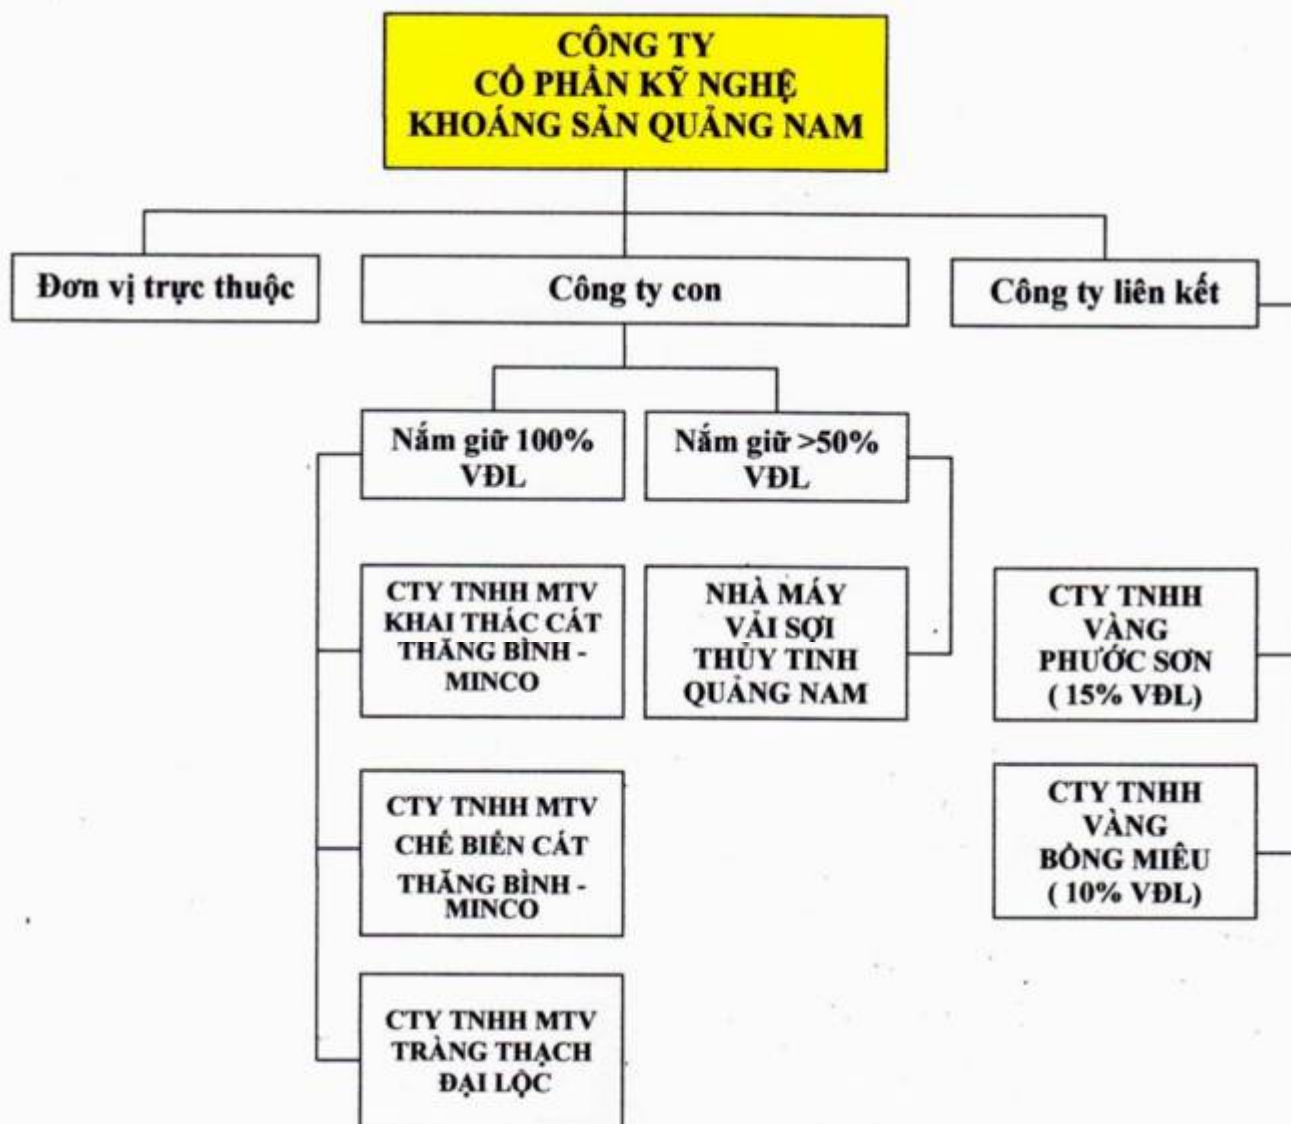 CÔNG TY
CỔ PHẦN KỸ NGHỆ
KHOÁNG SẢN QUẢNG NAM
Đơn vị trực thuộc
Công ty con
Công ty liên kết
Nắm giữ 100%
VĐL
Nắm giữ >50%
VĐL
CTY TNHH MTV
KHAI THÁC CÁT
THĂNG BÌNH -
MINCO
NHÀ MÁY
VẢI SỢI
THỦY TINH
QUẢNG NAM
CTY TNHH
VÀNG
PHƯỚC SƠN
( 15% VĐL)
CTY TNHH MTV
CHẾ BIẾN CÁT
THĂNG BÌNH -
MINCO
CTY TNHH
VÀNG
BỒNG MIÊU
( 10% VĐL)
CTY TNHH MTV
TRÀNG THẠCH
ĐẠI LỘC